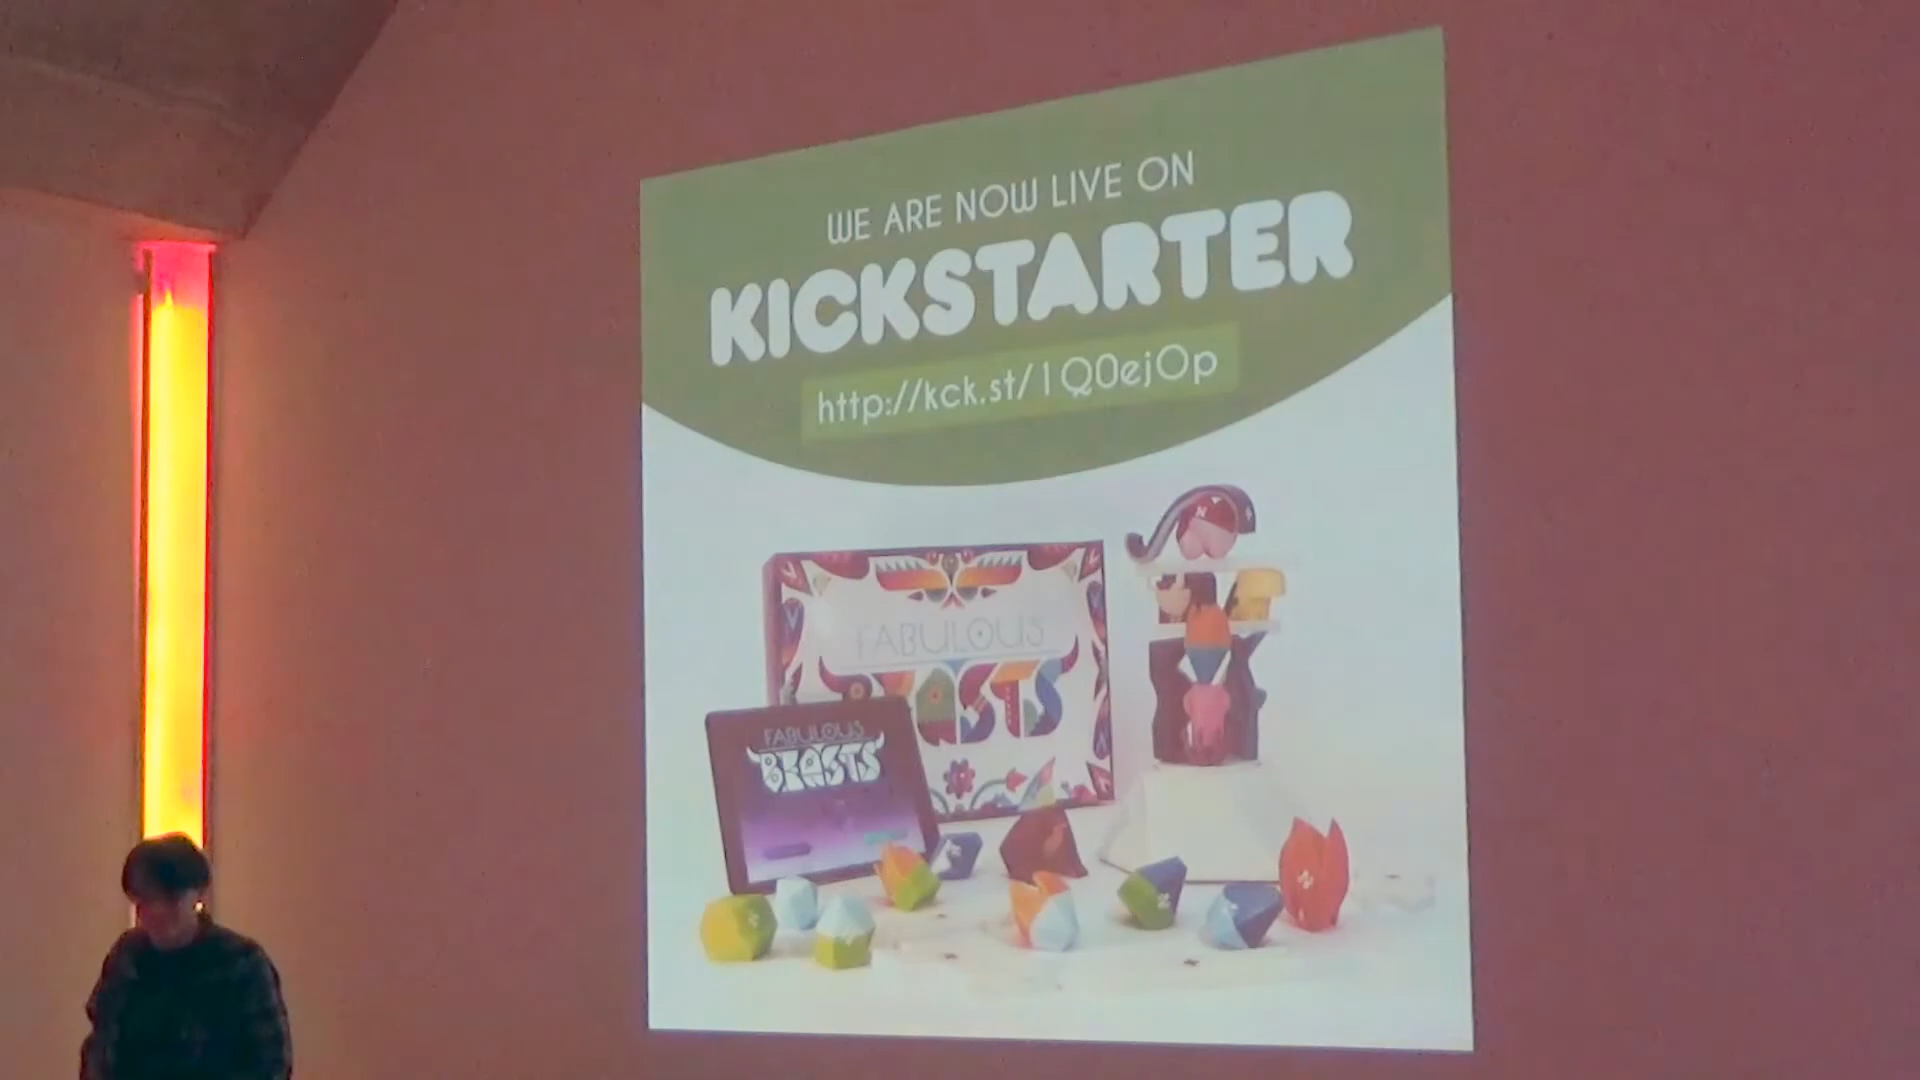 WE ARE NOW LIVE ON
KICKSTARTER
http://kck.st/1Q0ejOp
FABULOUS
BEASTS
FABULOUS
BEASTS